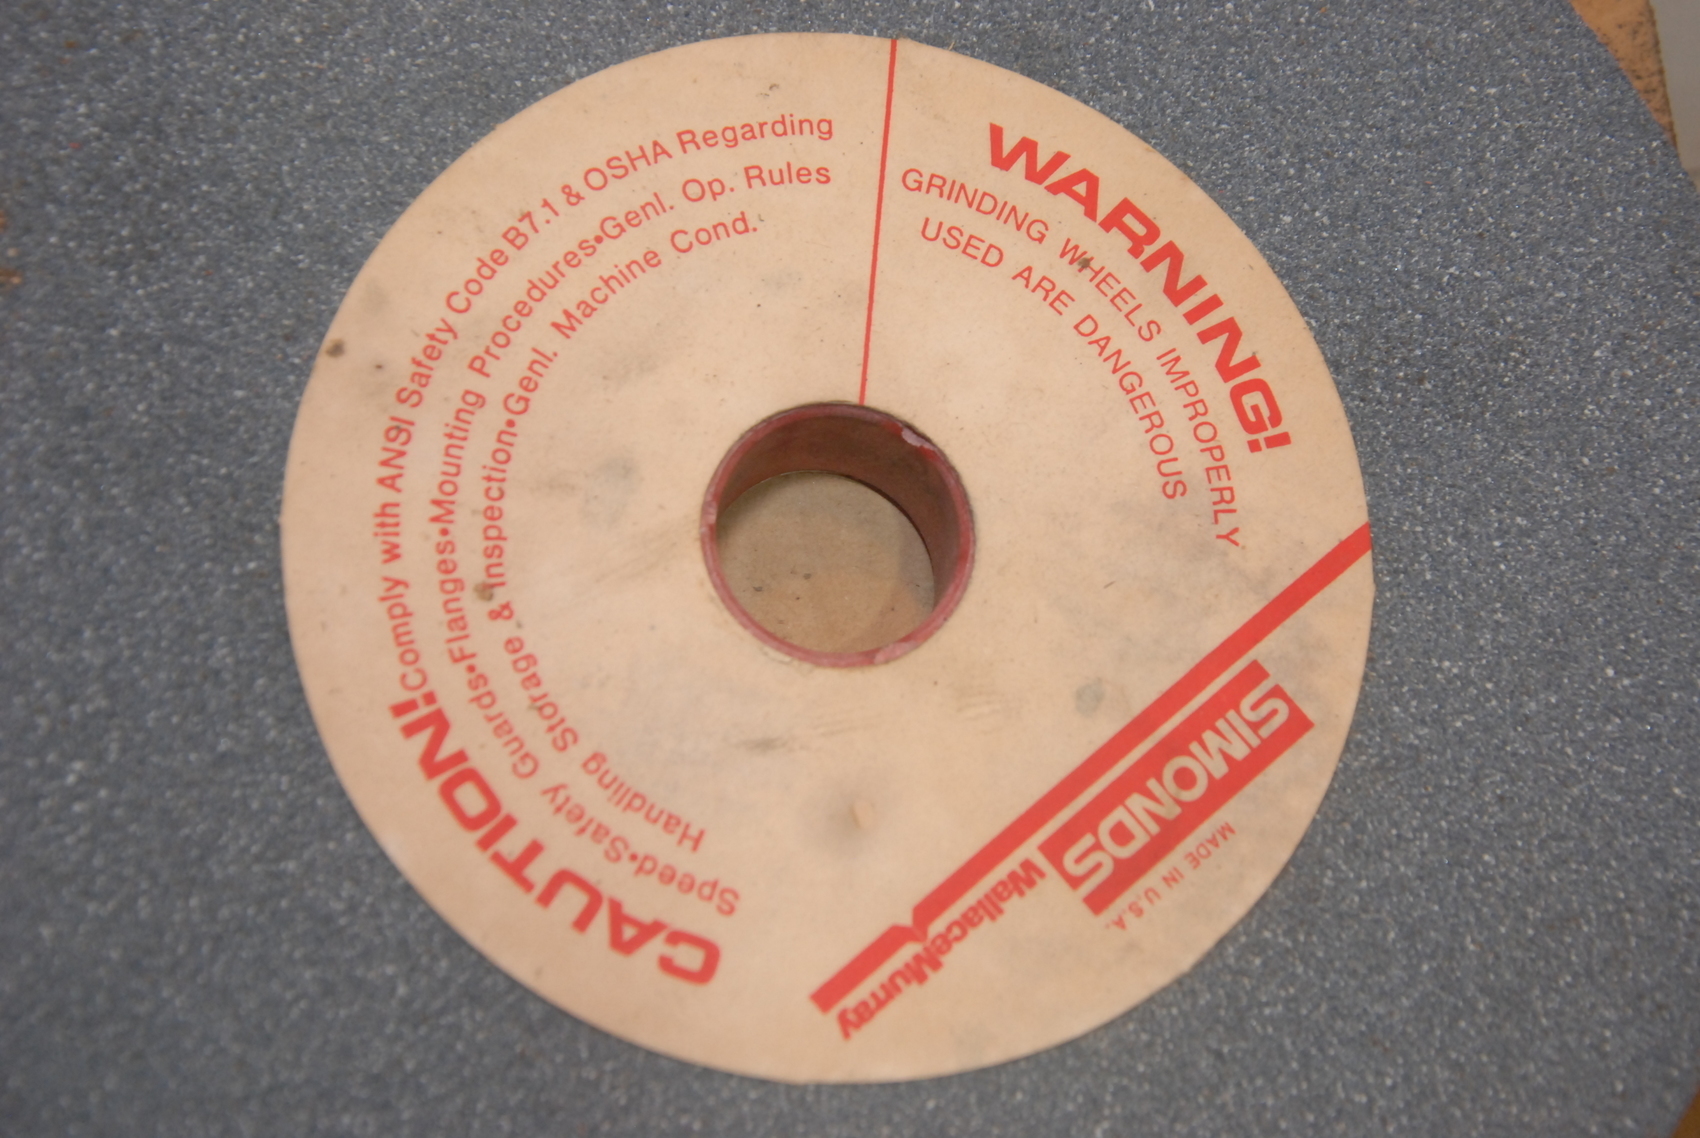 WARNING!
GRINDING WHEELS IMPROPERLY
USED ARE DANGEROUS
SIMONDS
MADE IN U.S.A.
WallaceMurray
CAUTION! Comply with ANSI Safety Code B7.1 & OSHA Regarding
Speed•Safety Guards•Flanges•Mounting Procedures•Genl. Op. Rules
Handling Storage & Inspection•Genl. Machine Cond.